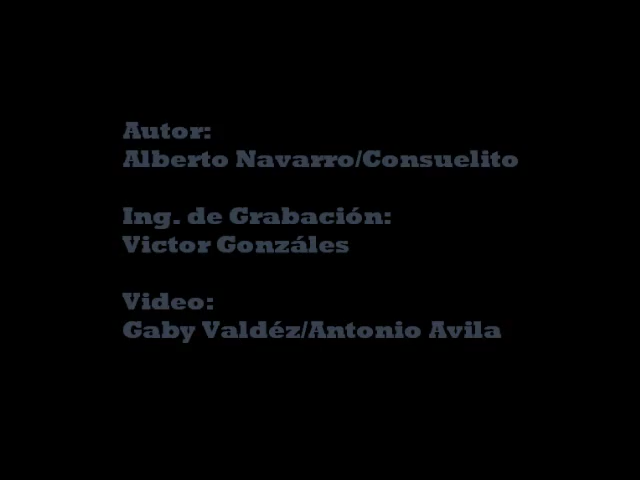 Autor:
Alberto Navarro/Consuelito
Ing. de Grabación:
Victor Gonzáles
Video:
Gaby Valdéz/Antonio Avila